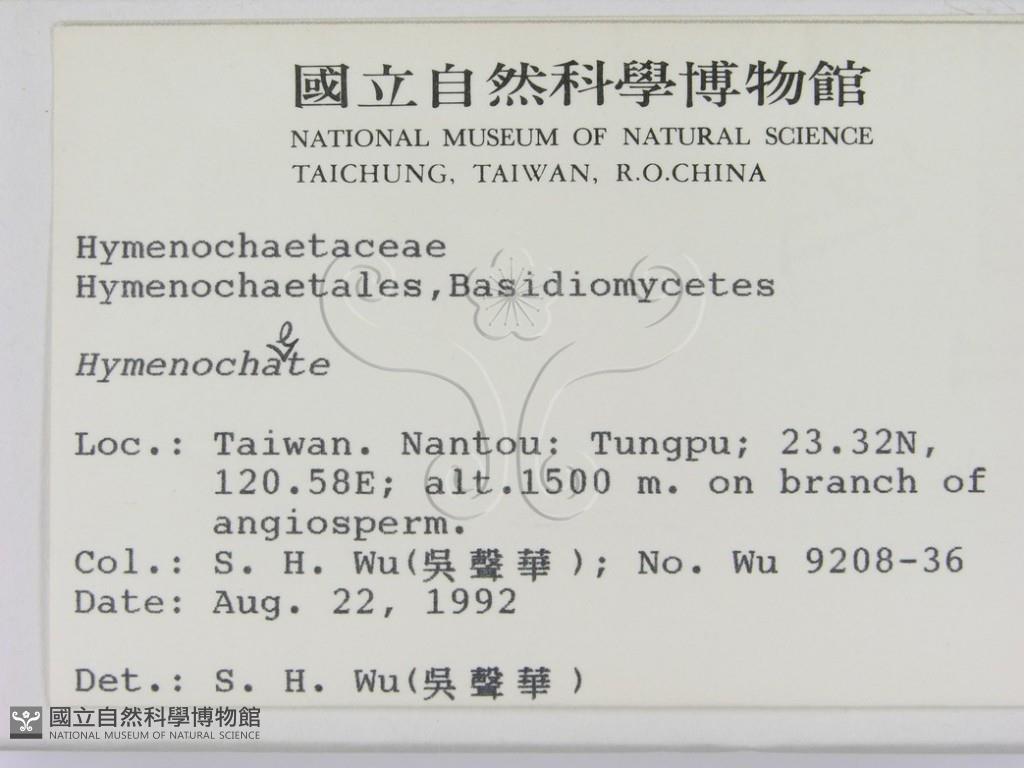 國立自然科學博物館
NATIONAL MUSEUM OF NATURAL SCIENCE
TAICHUNG, TAIWAN, R.O.CHINA
Hymenochaetaceae
Hymenochaetales,Basidiomycetes
e
Hymenochate
Loc.: Taiwan. Nantou: Tungpu; 23.32N,
120.58E; alt.1500 m. on branch of
angiosperm.
Col.: S. H. Wu(吳聲華); No. Wu 9208-36
Date: Aug. 22, 1992
Det.: S. H. Wu(吳聲華)
國立自然科學博物館
NATIONAL MUSEUM OF NATURAL SCIENCE